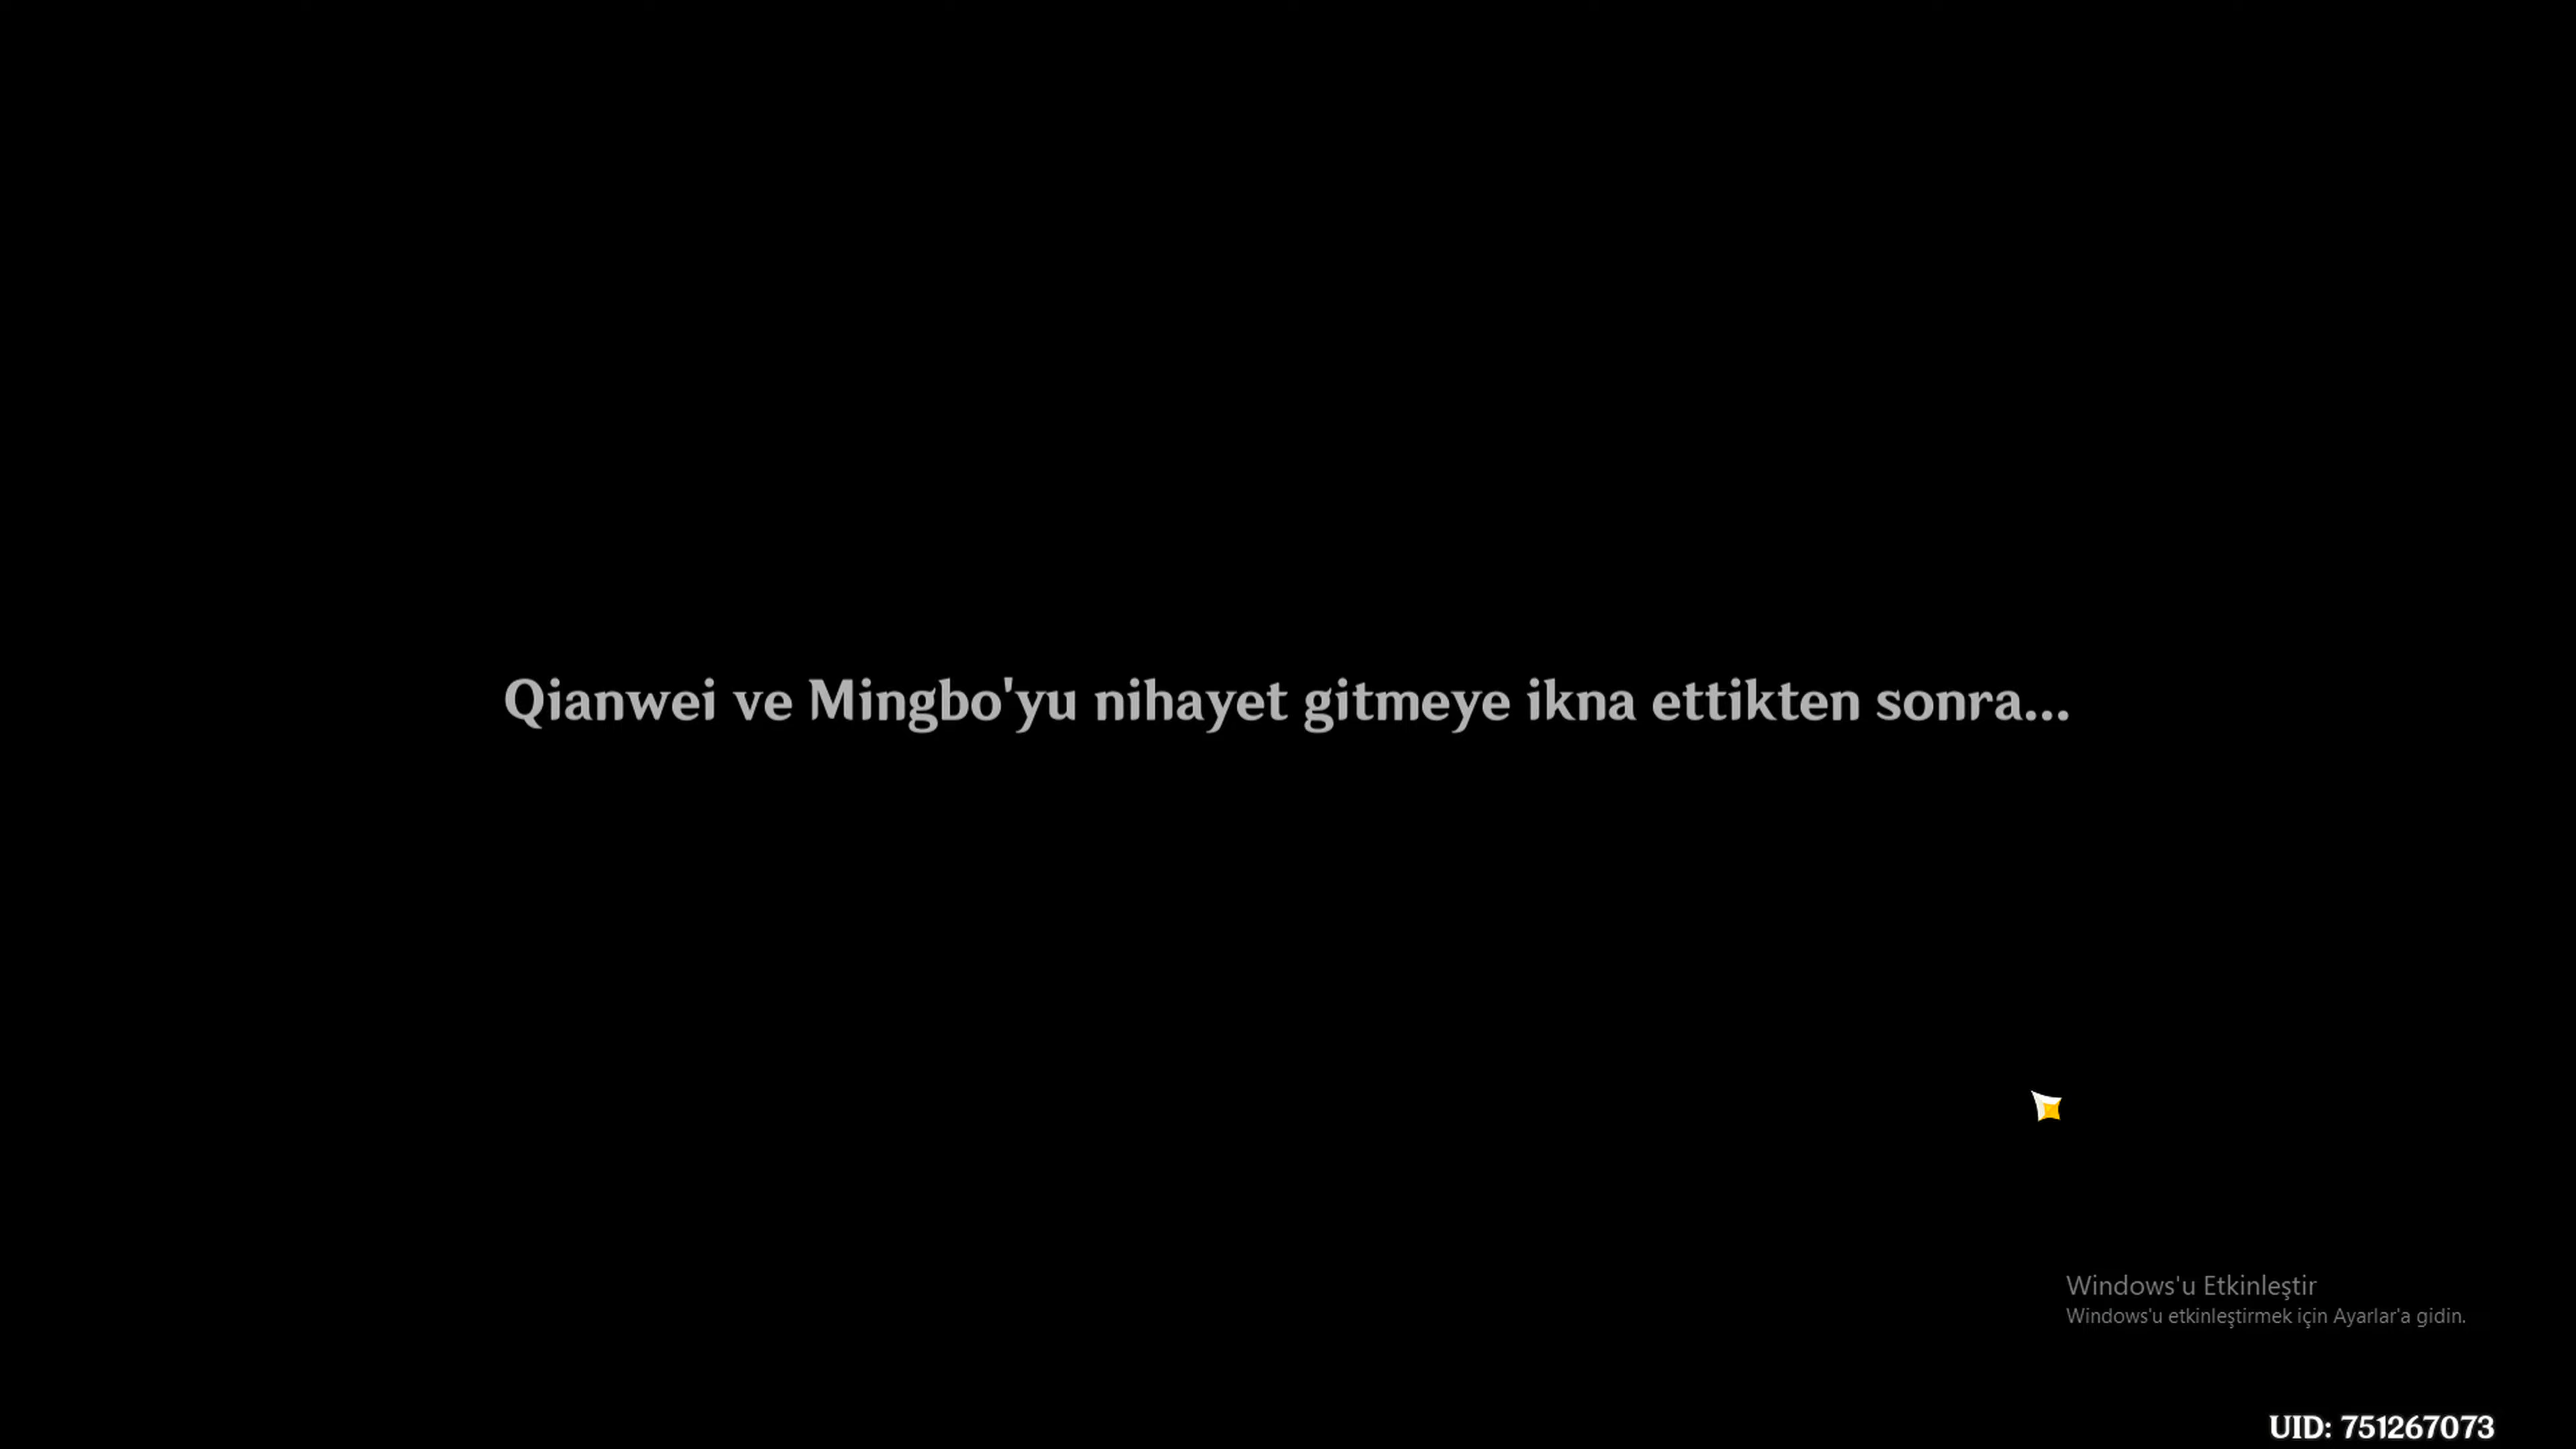 Qianwei ve Mingbo'yu nihayet gitmeye ikna ettikten sonra...
Windows'u Etkinleştir
Windows'u etkinleştirmek için Ayarlar'a gidin.
UID: 751267073